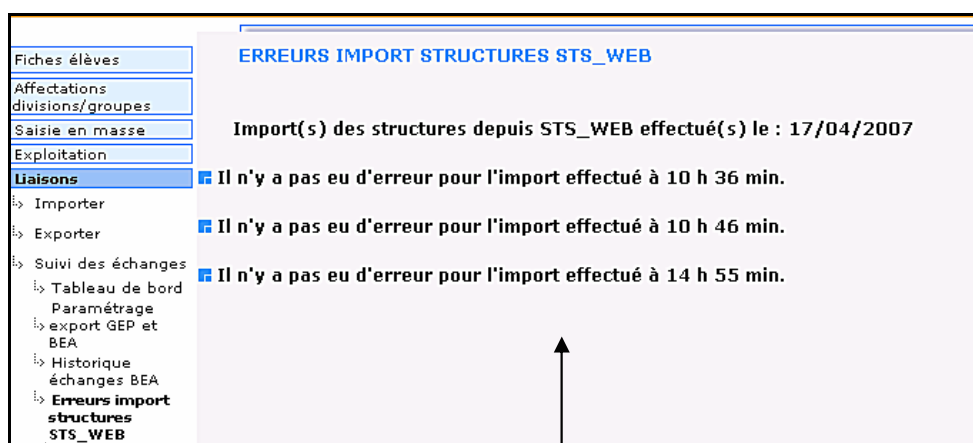 Fiches élèves
Affectations
divisions/groupes
Saisie en masse
Exploitation
Liaisons
Importer
Exporter
Suivi des échanges
Tableau de bord
Paramétrage
export GEP et
BEA
Historique
échanges BEA
Erreurs import
structures
STS_WEB
ERREURS IMPORT STRUCTURES STS_WEB
Import(s) des structures depuis STS_WEB effectué(s) le : 17/04/2007
Il n'y a pas eu d'erreur pour l'import effectué à 10 h 36 min.
Il n'y a pas eu d'erreur pour l'import effectué à 10 h 46 min.
Il n'y a pas eu d'erreur pour l'import effectué à 14 h 55 min.